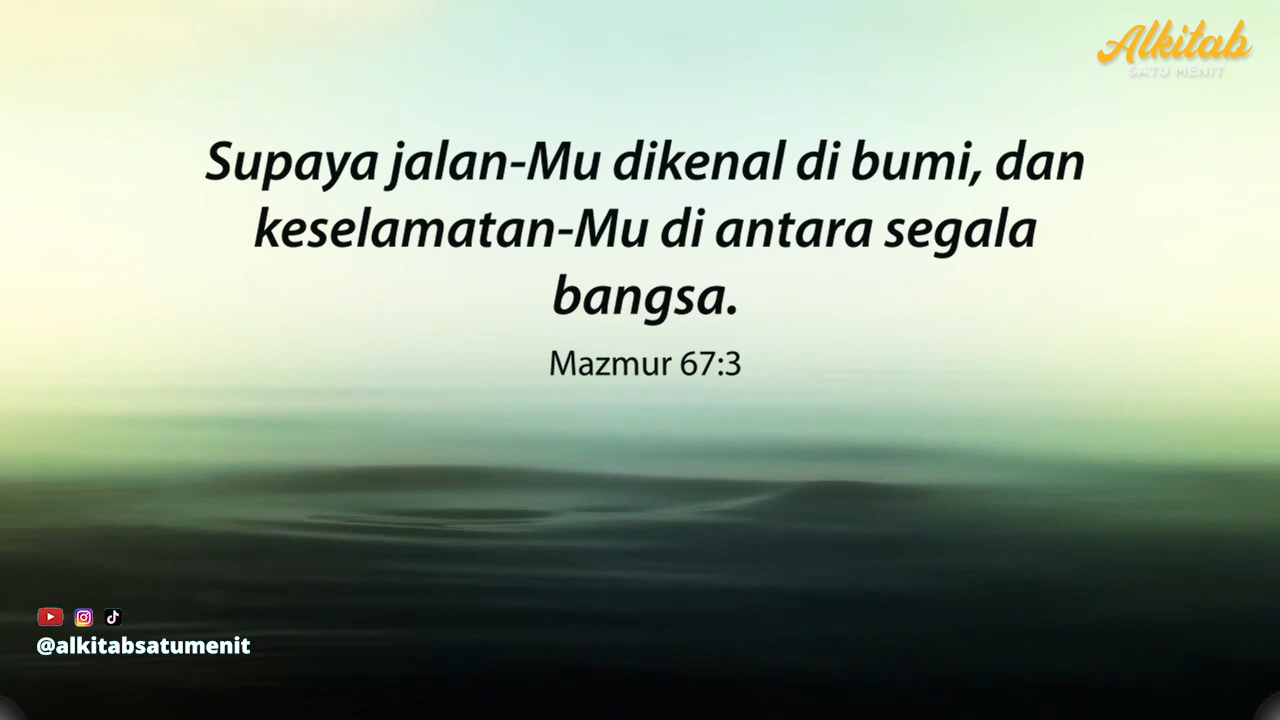 Alkitab
SATU MENIT
Supaya jalan-Mu dikenal di bumi, dan
keselamatan-Mu di antara segala
bangsa.
Mazmur 67:3
@alkitabsatumenit